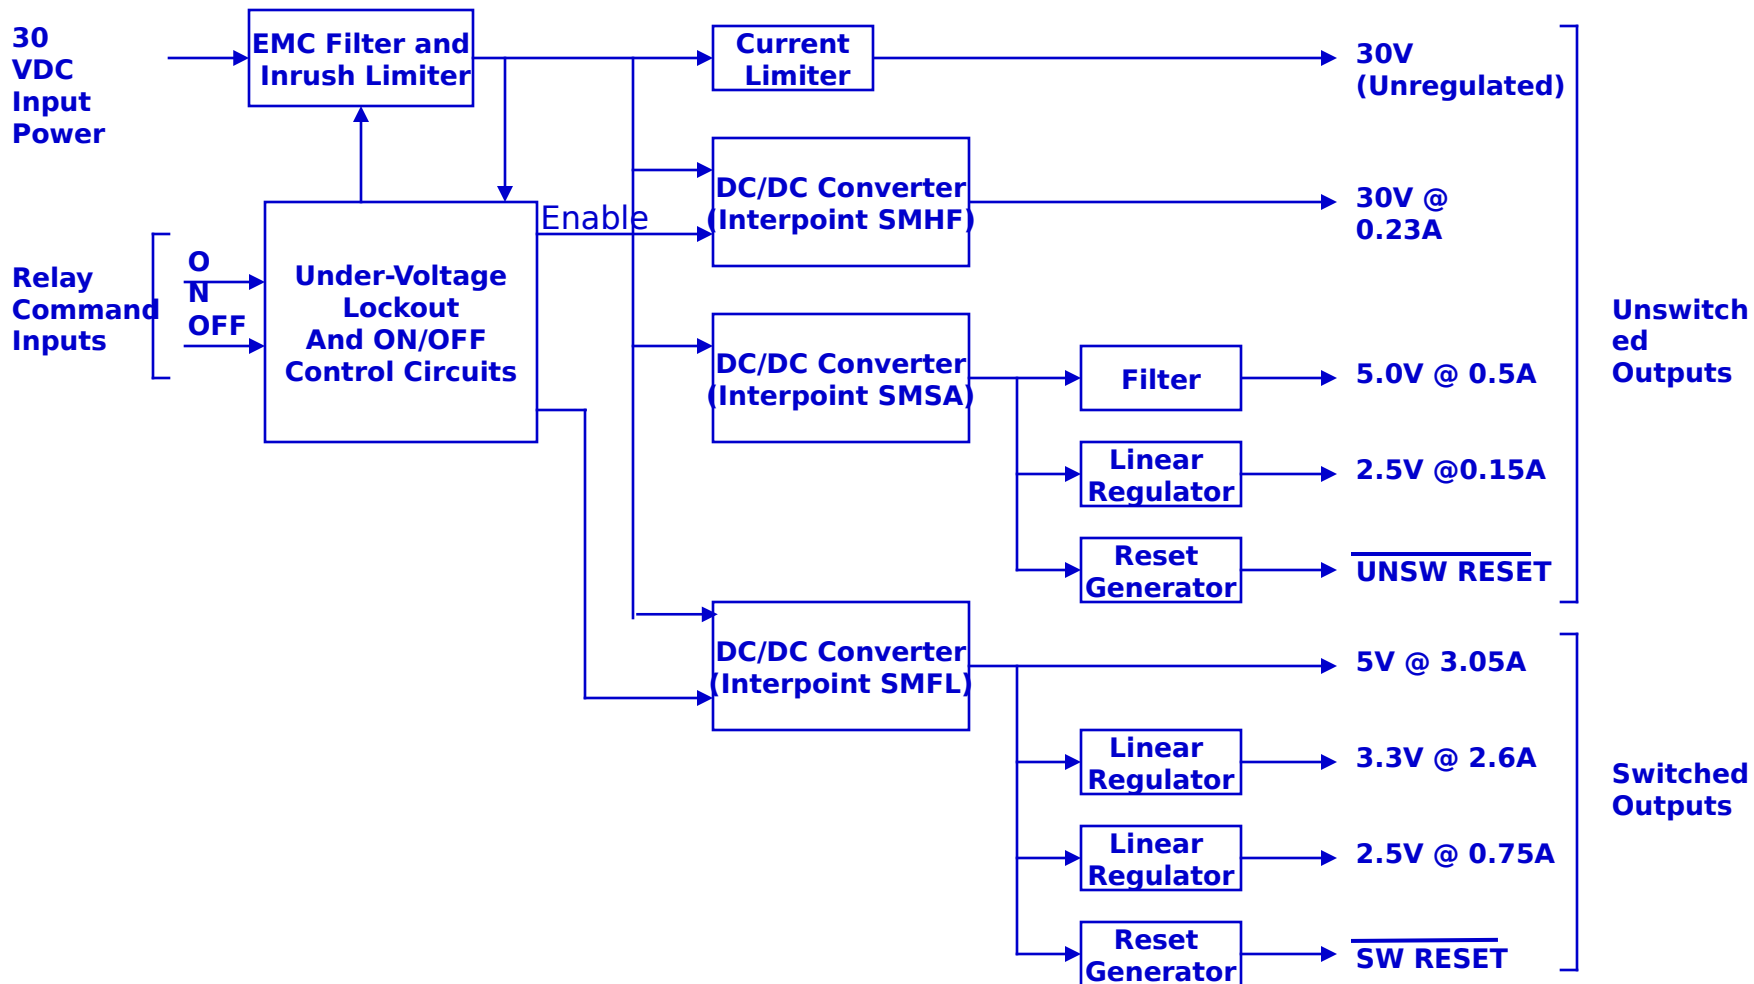 30
VDC
Input
Power
EMC Filter and
Inrush Limiter
Current
Limiter
30V
(Unregulated)
DC/DC Converter
(Interpoint SMHF)
30V @
0.23A
Enable
Relay
Command
Inputs
O
N
OFF
Under-Voltage
Lockout
And ON/OFF
Control Circuits
DC/DC Converter
(Interpoint SMSA)
Filter
5.0V @ 0.5A
Linear
Regulator
2.5V @0.15A
Reset
Generator
UNSW RESET
Unswitch
ed
Outputs
DC/DC Converter
(Interpoint SMFL)
5V @ 3.05A
Linear
Regulator
3.3V @ 2.6A
Linear
Regulator
2.5V @ 0.75A
Reset
Generator
SW RESET
Switched
Outputs